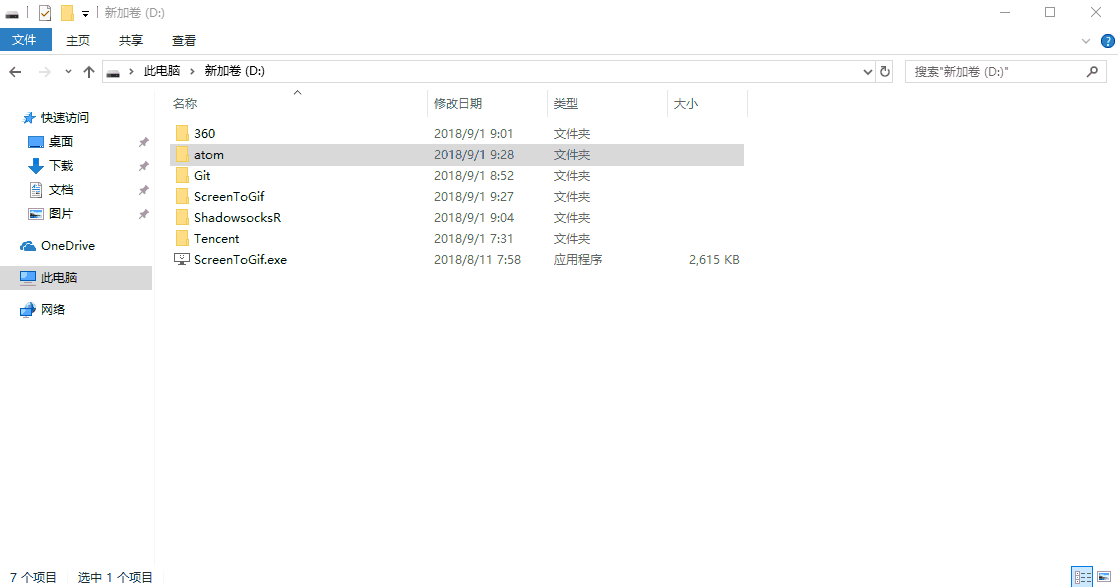 新加卷 (D:)
文件 主页 共享 查看
此电脑 新加卷 (D:) 搜索"新加卷 (D:)"
快速访问
桌面
下载
文档
图片
OneDrive
此电脑
网络
名称 修改日期 类型 大小
360 2018/9/1 9:01 文件夹
atom 2018/9/1 9:28 文件夹
Git 2018/9/1 8:52 文件夹
ScreenToGif 2018/9/1 9:27 文件夹
ShadowsocksR 2018/9/1 9:04 文件夹
Tencent 2018/9/1 7:31 文件夹
ScreenToGif.exe 2018/8/11 7:58 应用程序 2,615 KB
7 个项目 选中 1 个项目